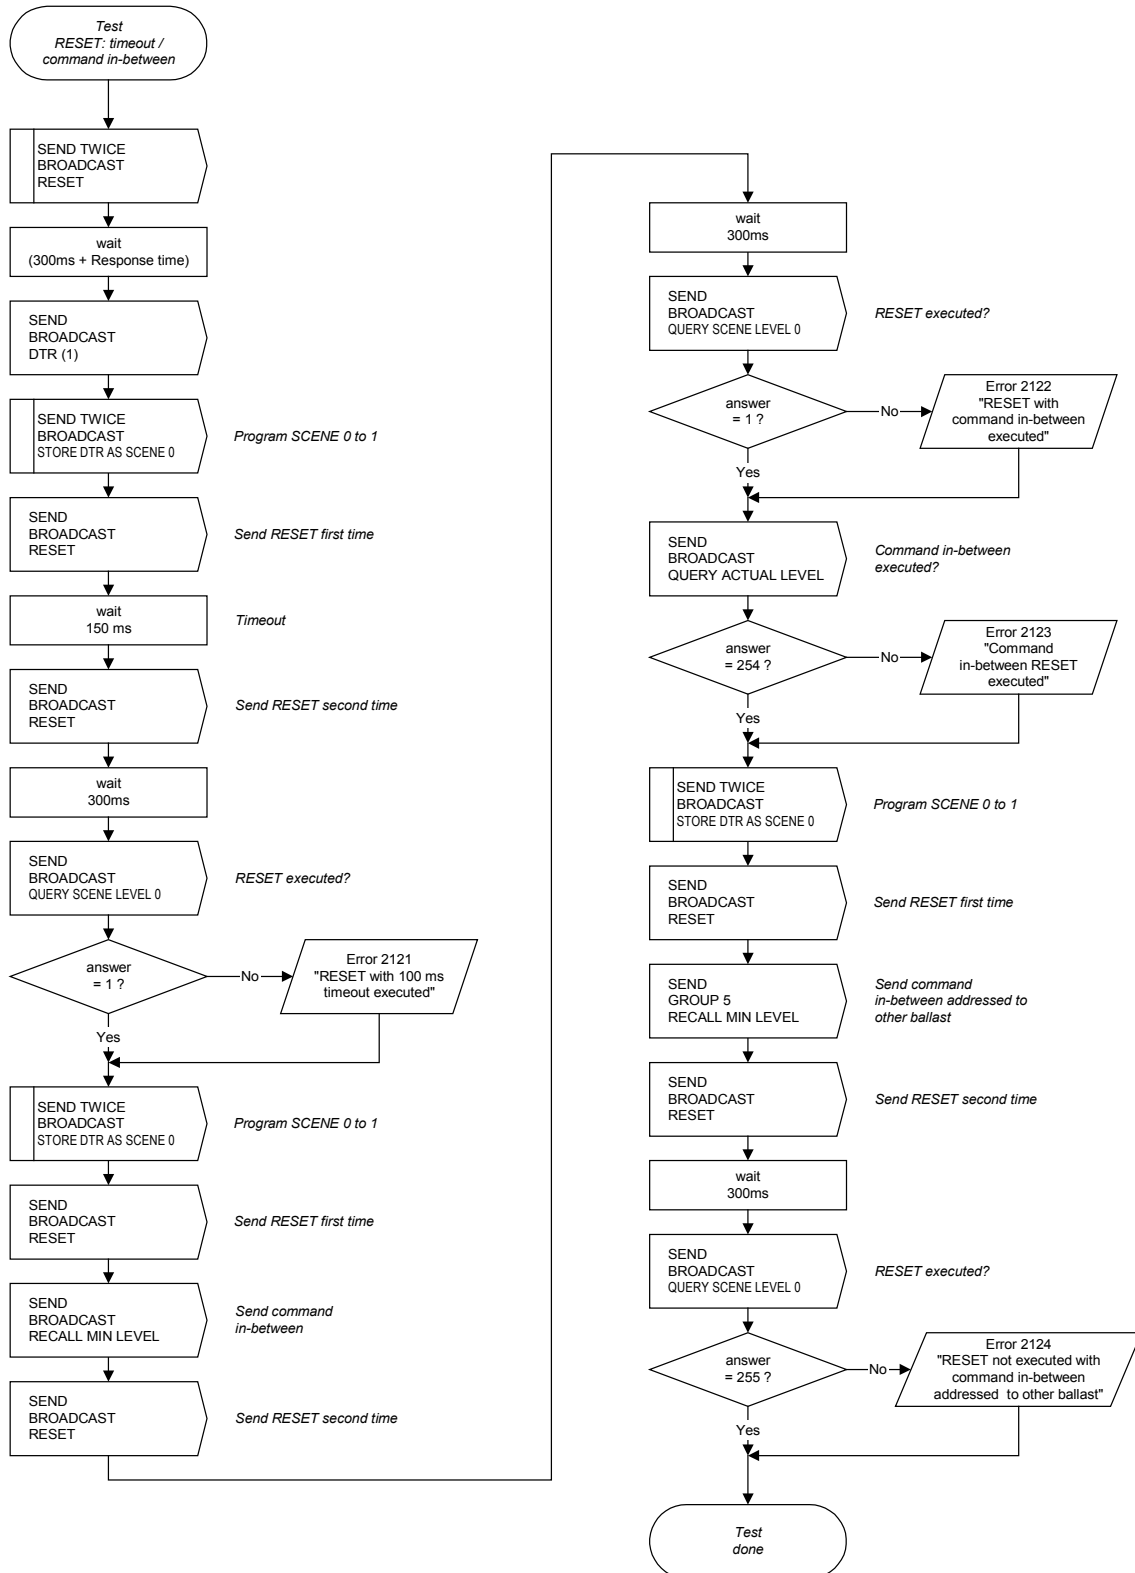 Test
RESET: timeout /
command in-between
SEND TWICE
BROADCAST
RESET
wait
(300ms + Response time)
SEND
BROADCAST
DTR (1)
SEND TWICE
BROADCAST
STORE DTR AS SCENE 0
Program SCENE 0 to 1
SEND
BROADCAST
RESET
Send RESET first time
wait
150 ms
Timeout
SEND
BROADCAST
RESET
Send RESET second time
wait
300ms
SEND
BROADCAST
QUERY SCENE LEVEL 0
RESET executed?
answer
= 1 ?
No
Error 2121
"RESET with 100 ms
timeout executed"
Yes
SEND TWICE
BROADCAST
STORE DTR AS SCENE 0
Program SCENE 0 to 1
SEND
BROADCAST
RESET
Send RESET first time
SEND
BROADCAST
RECALL MIN LEVEL
Send command
in-between
SEND
BROADCAST
RESET
Send RESET second time
wait
300ms
SEND
BROADCAST
QUERY SCENE LEVEL 0
RESET executed?
answer
= 1 ?
No
Error 2122
"RESET with
command in-between
executed"
Yes
SEND
BROADCAST
QUERY ACTUAL LEVEL
Command in-between
executed?
answer
= 254 ?
No
Error 2123
"Command
in-between RESET
executed"
Yes
SEND TWICE
BROADCAST
STORE DTR AS SCENE 0
Program SCENE 0 to 1
SEND
BROADCAST
RESET
Send RESET first time
SEND
GROUP 5
RECALL MIN LEVEL
Send command
in-between addressed to
other ballast
SEND
BROADCAST
RESET
Send RESET second time
wait
300ms
SEND
BROADCAST
QUERY SCENE LEVEL 0
RESET executed?
answer
= 255 ?
No
Error 2124
"RESET not executed with
command in-between
addressed to other ballast"
Yes
Test
done